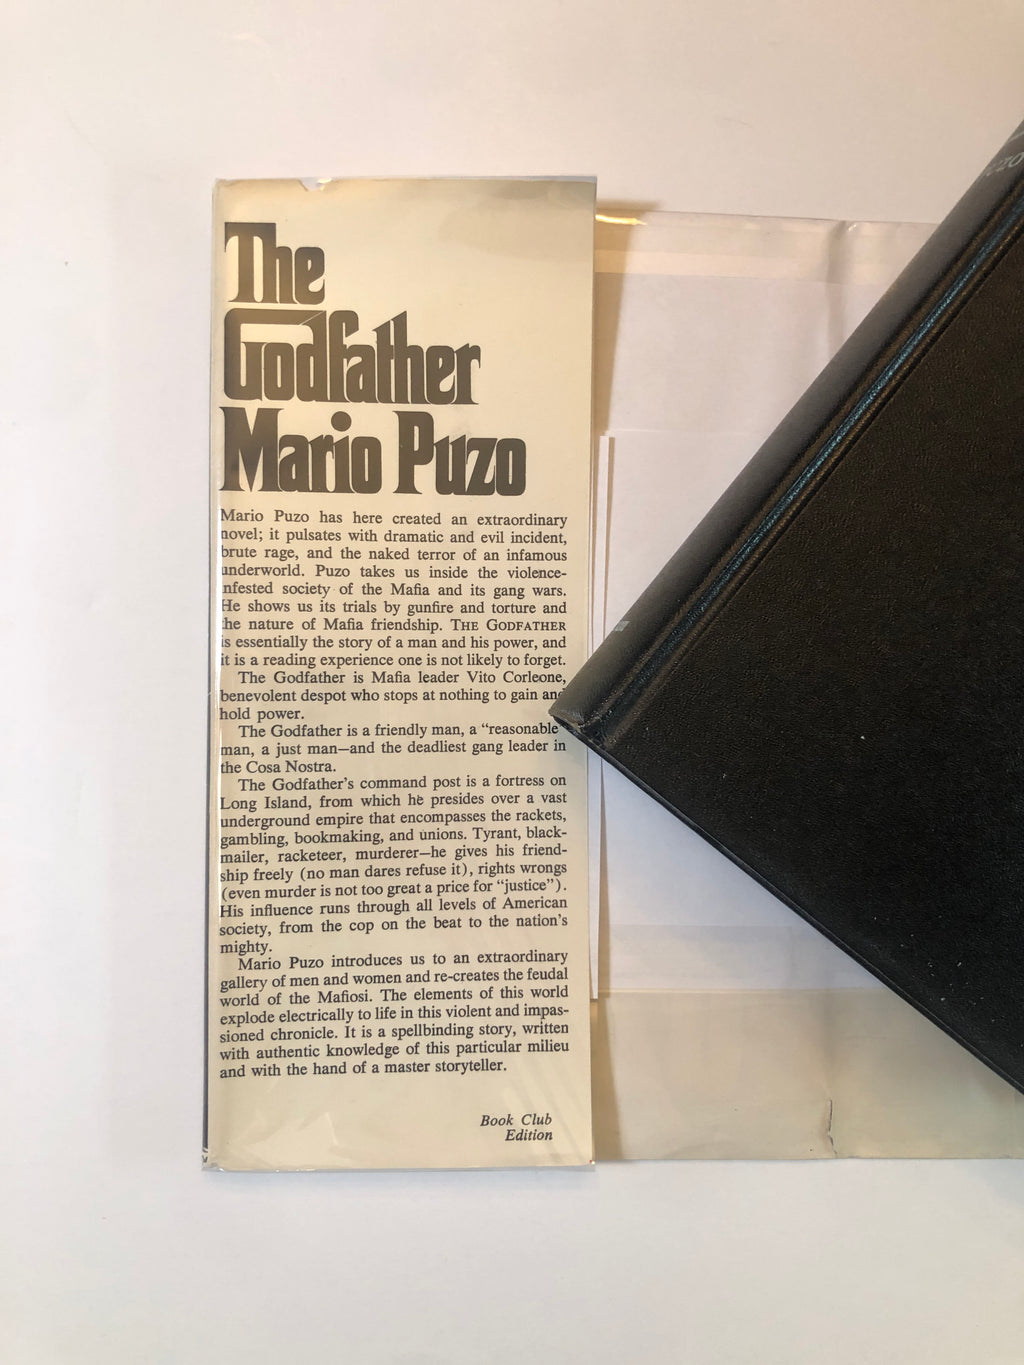 The
Godfather
Mario Puzo
Mario Puzo has here created an extraordinary
novel; it pulsates with dramatic and evil incident,
brute rage, and the naked terror of an infamous
underworld. Puzo takes us inside the violence-
infested society of the Mafia and its gang wars.
He shows us its trials by gunfire and torture and
the nature of Mafia friendship. THE GODFATHER
is essentially the story of a man and his power, and
it is a reading experience one is not likely to forget.
The Godfather is Mafia leader Vito Corleone,
benevolent despot who stops at nothing to gain and
hold power.
The Godfather is a friendly man, a “reasonable”
man, a just man—and the deadliest gang leader in
the Cosa Nostra.
The Godfather’s command post is a fortress on
Long Island, from which he presides over a vast
underground empire that encompasses the rackets,
gambling, bookmaking, and unions. Tyrant, black-
mailer, racketeer, murderer—he gives his friend-
ship freely (no man dares refuse it), rights wrongs
(even murder is not too great a price for “justice”).
His influence runs through all levels of American
society, from the cop on the beat to the nation’s
mighty.
Mario Puzo introduces us to an extraordinary
gallery of men and women and re-creates the feudal
world of the Mafiosi. The elements of this world
explode electrically to life in this violent and impas-
sioned chronicle. It is a spellbinding story, written
with authentic knowledge of this particular milieu
and with the hand of a master storyteller.
Book Club
Edition